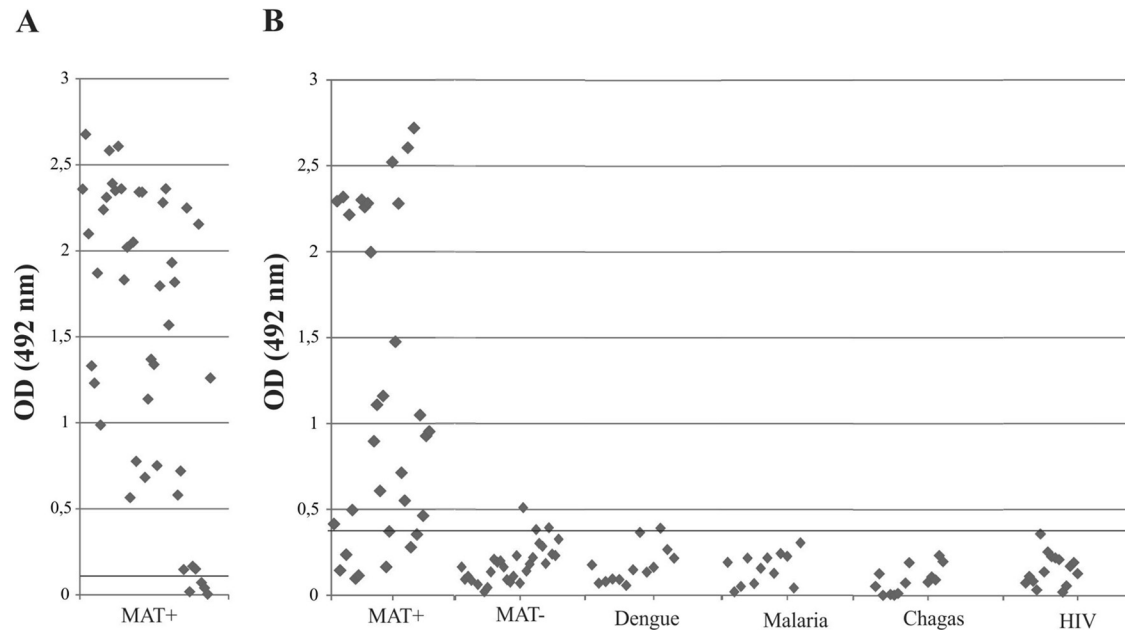 A
B
OD (492 nm)
3
2,5
2
1,5
1
0,5
0
MAT+
OD (492 nm)
3
2,5
2
1,5
1
0,5
0
MAT+
MAT-
Dengue
Malaria
Chagas
HIV